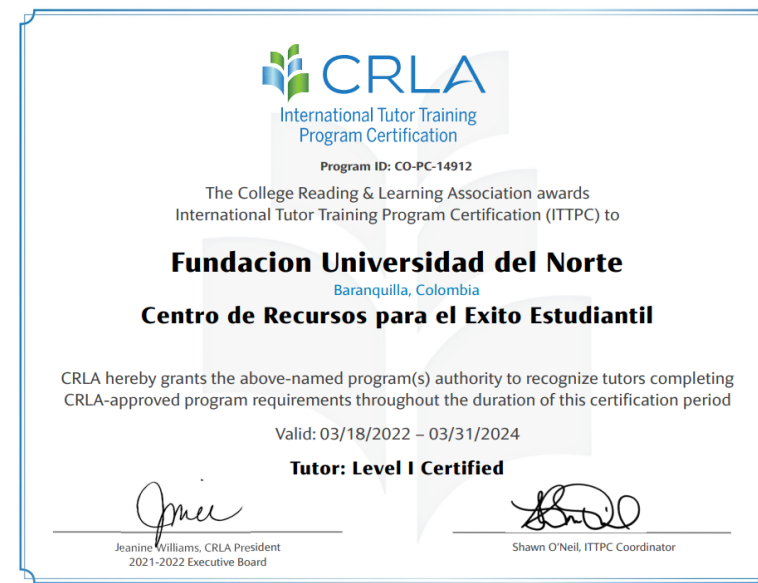 CRLA
International Tutor Training
Program Certification
Program ID: CO-PC-14912
The College Reading & Learning Association awards
International Tutor Training Program Certification (ITTPC) to
Fundacion Universidad del Norte
Baranquilla, Colombia
Centro de Recursos para el Exito Estudiantil
CRLA hereby grants the above-named program(s) authority to recognize tutors completing
CRLA-approved program requirements throughout the duration of this certification period
Valid: 03/18/2022 – 03/31/2024
Tutor: Level I Certified
Jeanine Williams, CRLA President
2021-2022 Executive Board
Shawn O'Neil, ITTPC Coordinator